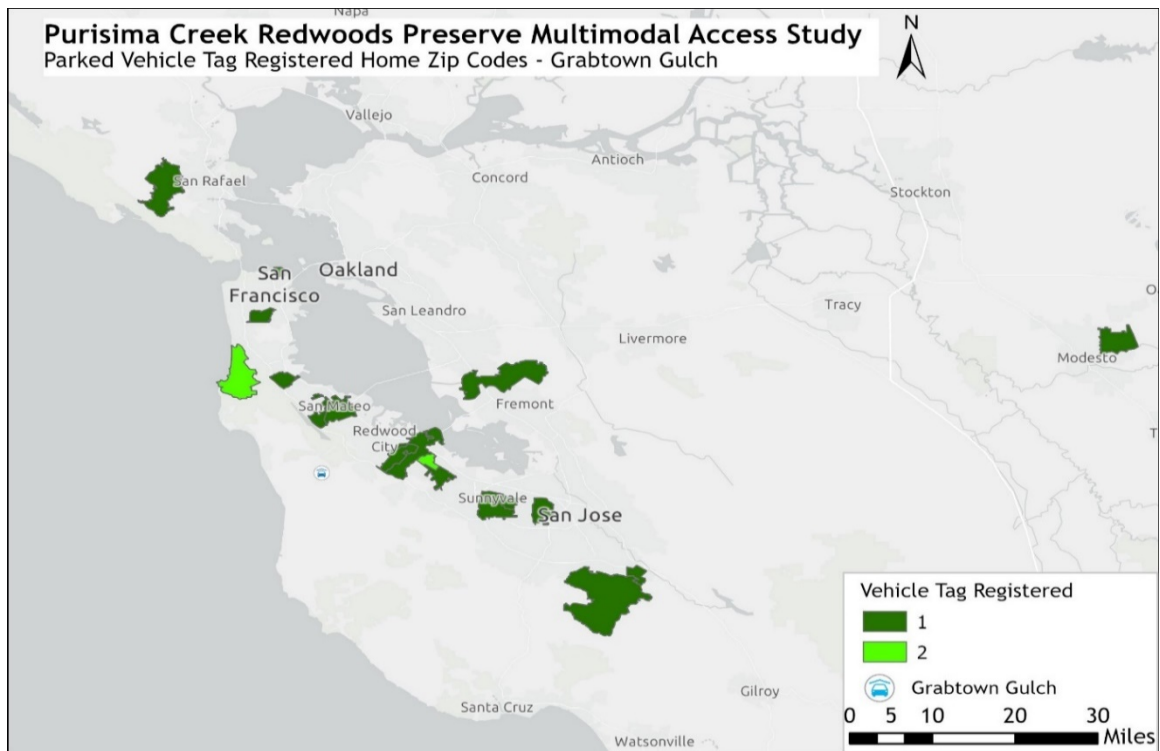 Purisima Creek Redwoods Preserve Multimodal Access Study
Parked Vehicle Tag Registered Home Zip Codes - Grabtown Gulch
N
Napa
Vallejo
Antioch
Concord
San Rafael
Stockton
San
Francisco
Oakland
San Leandro
Tracy
Livermore
Modesto
Fremont
San Mateo
Redwood
City
Sunnyvale
San Jose
Gilroy
Santa Cruz
Watsonville
Vehicle Tag Registered
1
2
Grabtown Gulch
0 5 10 20 30
Miles